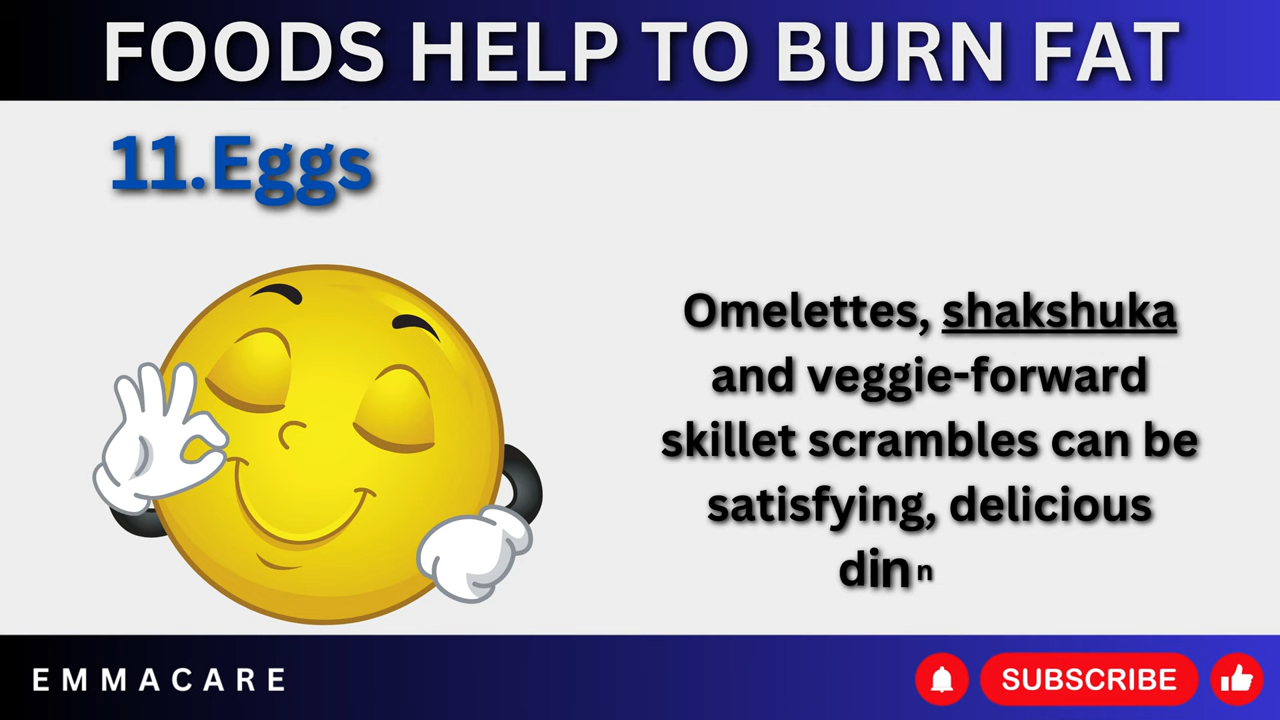 FOODS HELP TO BURN FAT
11.Eggs
Omelettes, shakshuka
and veggie-forward
skillet scrambles can be
satisfying, delicious
dinn
EMMACARE
SUBSCRIBE